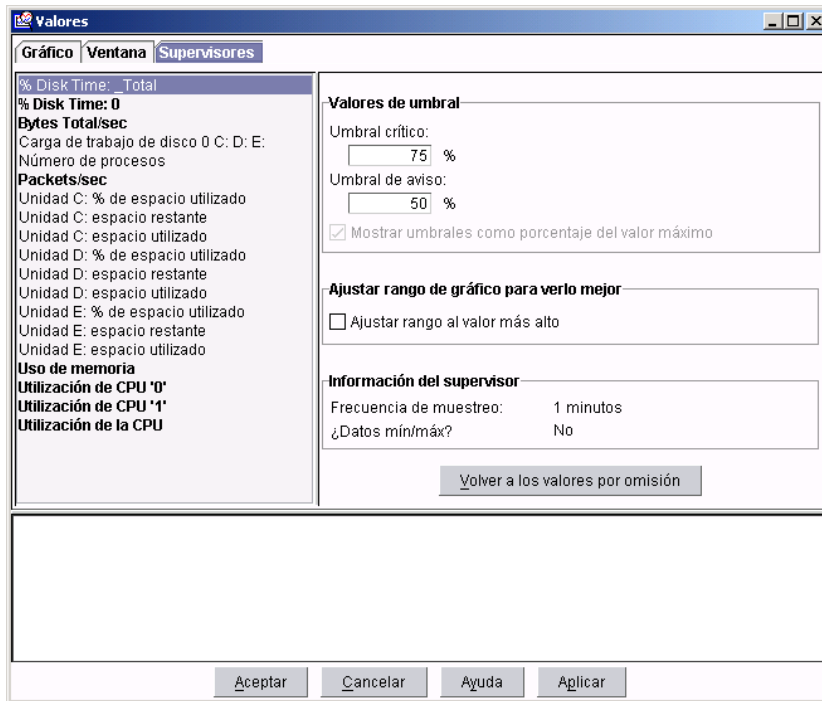 Valores
Gráfico Ventana Supervisores
% Disk Time: _Total
% Disk Time: 0
Bytes Total/sec
Carga de trabajo de disco 0 C: D: E:
Número de procesos
Packets/sec
Unidad C: % de espacio utilizado
Unidad C: espacio restante
Unidad C: espacio utilizado
Unidad D: % de espacio utilizado
Unidad D: espacio restante
Unidad D: espacio utilizado
Unidad E: % de espacio utilizado
Unidad E: espacio restante
Unidad E: espacio utilizado
Uso de memoria
Utilización de CPU '0'
Utilización de CPU '1'
Utilización de la CPU
Valores de umbral
Umbral crítico:
75 %
Umbral de aviso:
50 %
Mostrar umbrales como porcentaje del valor máximo
Ajustar rango de gráfico para verlo mejor
Ajustar rango al valor más alto
Información del supervisor
Frecuencia de muestreo: 1 minutos
¿Datos mín/máx? No
Volver a los valores por omisión
Aceptar Cancelar Ayuda Aplicar